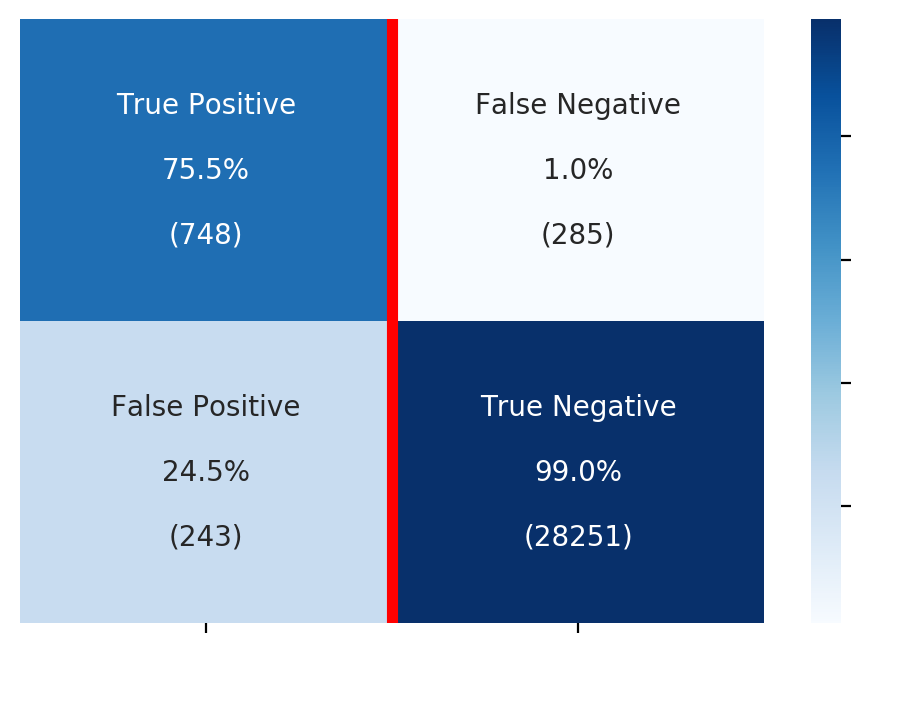 True Positive
75.5%
(748)
False Negative
1.0%
(285)
False Positive
24.5%
(243)
True Negative
99.0%
(28251)